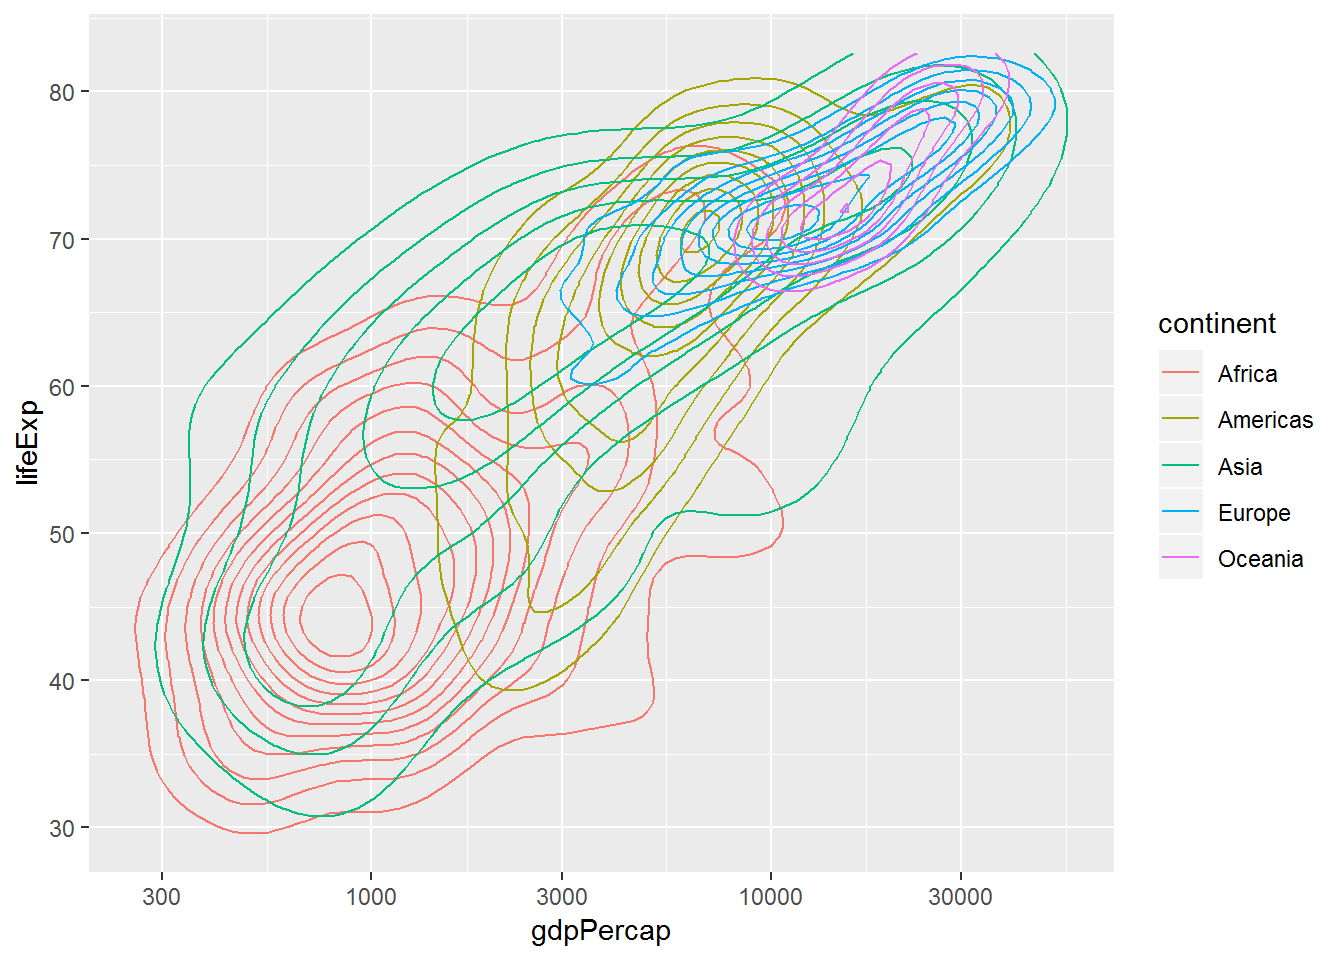 80
70
60
50
40
30
lifeExp
300
1000
3000
10000
30000
gdpPercap
continent
Africa
Americas
Asia
Europe
Oceania